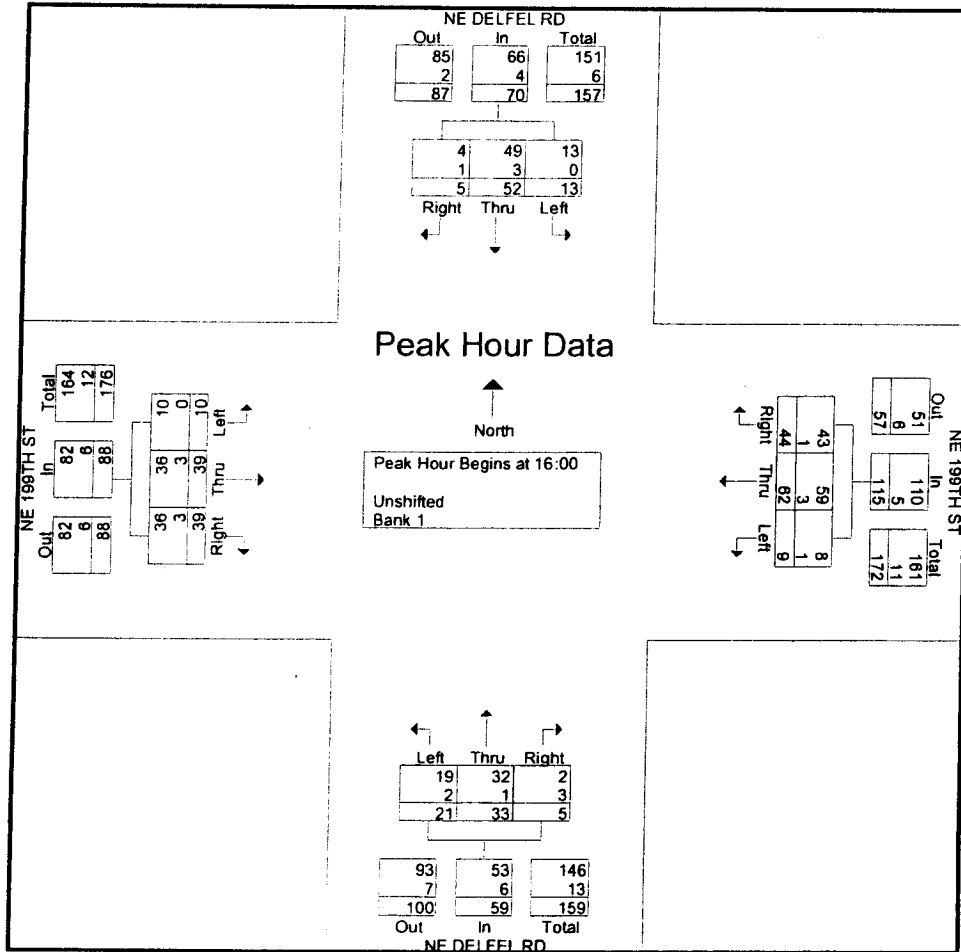 NE DELFEL RD
Out In Total
85 66 151
2 4 6
87 70 157
4 49 13
1 3 0
5 52 13
Right Thru Left
Peak Hour Data
North
Peak Hour Begins at 16:00
Unshifted
Bank 1
NE 199TH ST
Total
164 12 176
In
82 6 88
Out
82 6 88
10 0 10
Left
36 3 39
Thru
36 3 39
Right
Right
44 1 43
Thru
62 3 59
Left
9 1 8
Out
57 6 51
In
115 5 110
Total
172 11 161
NE 199TH ST
Left Thru Right
19 32 2
2 1 3
21 33 5
93 53 146
7 6 13
100 59 159
Out In Total
NE DELFEL RD